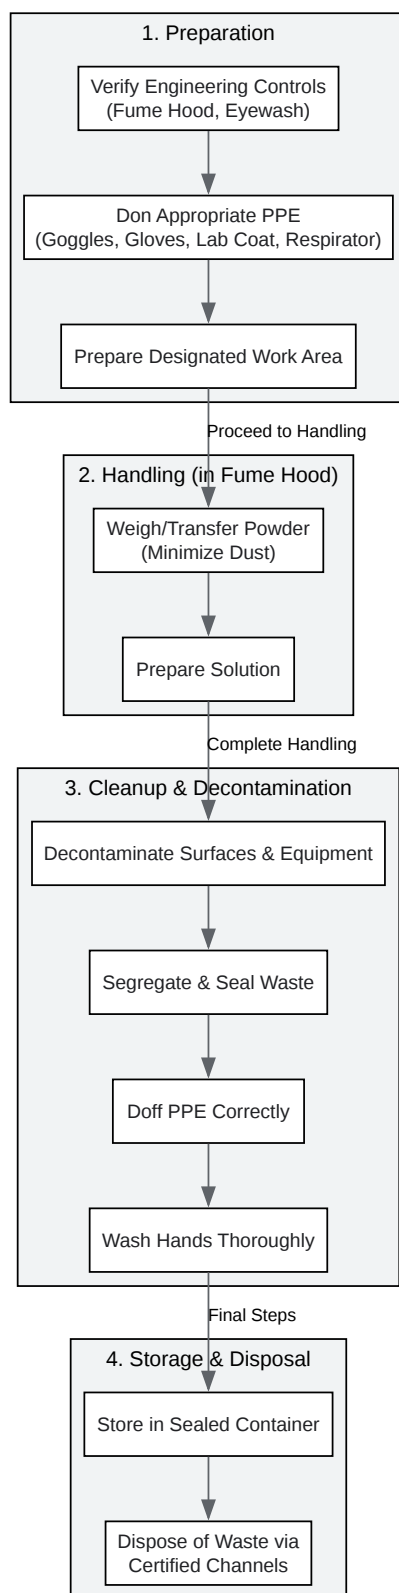 1. Preparation
Verify Engineering Controls
(Fume Hood, Eyewash)
Don Appropriate PPE
(Goggles, Gloves, Lab Coat, Respirator)
Prepare Designated Work Area
Proceed to Handling
2. Handling (in Fume Hood)
Weigh/Transfer Powder
(Minimize Dust)
Prepare Solution
Complete Handling
3. Cleanup & Decontamination
Decontaminate Surfaces & Equipment
Segregate & Seal Waste
Doff PPE Correctly
Wash Hands Thoroughly
Final Steps
4. Storage & Disposal
Store in Sealed Container
Dispose of Waste via
Certified Channels